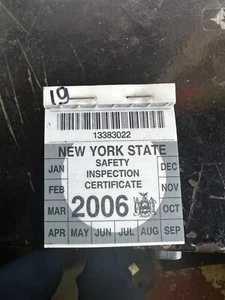 19
13383022
NEW YORK STATE
JAN SAFETY DEC
INSPECTION
FEB CERTIFICATE NOV
MAR 2006 OCT
APR MAY JUN JUL AUG SEP